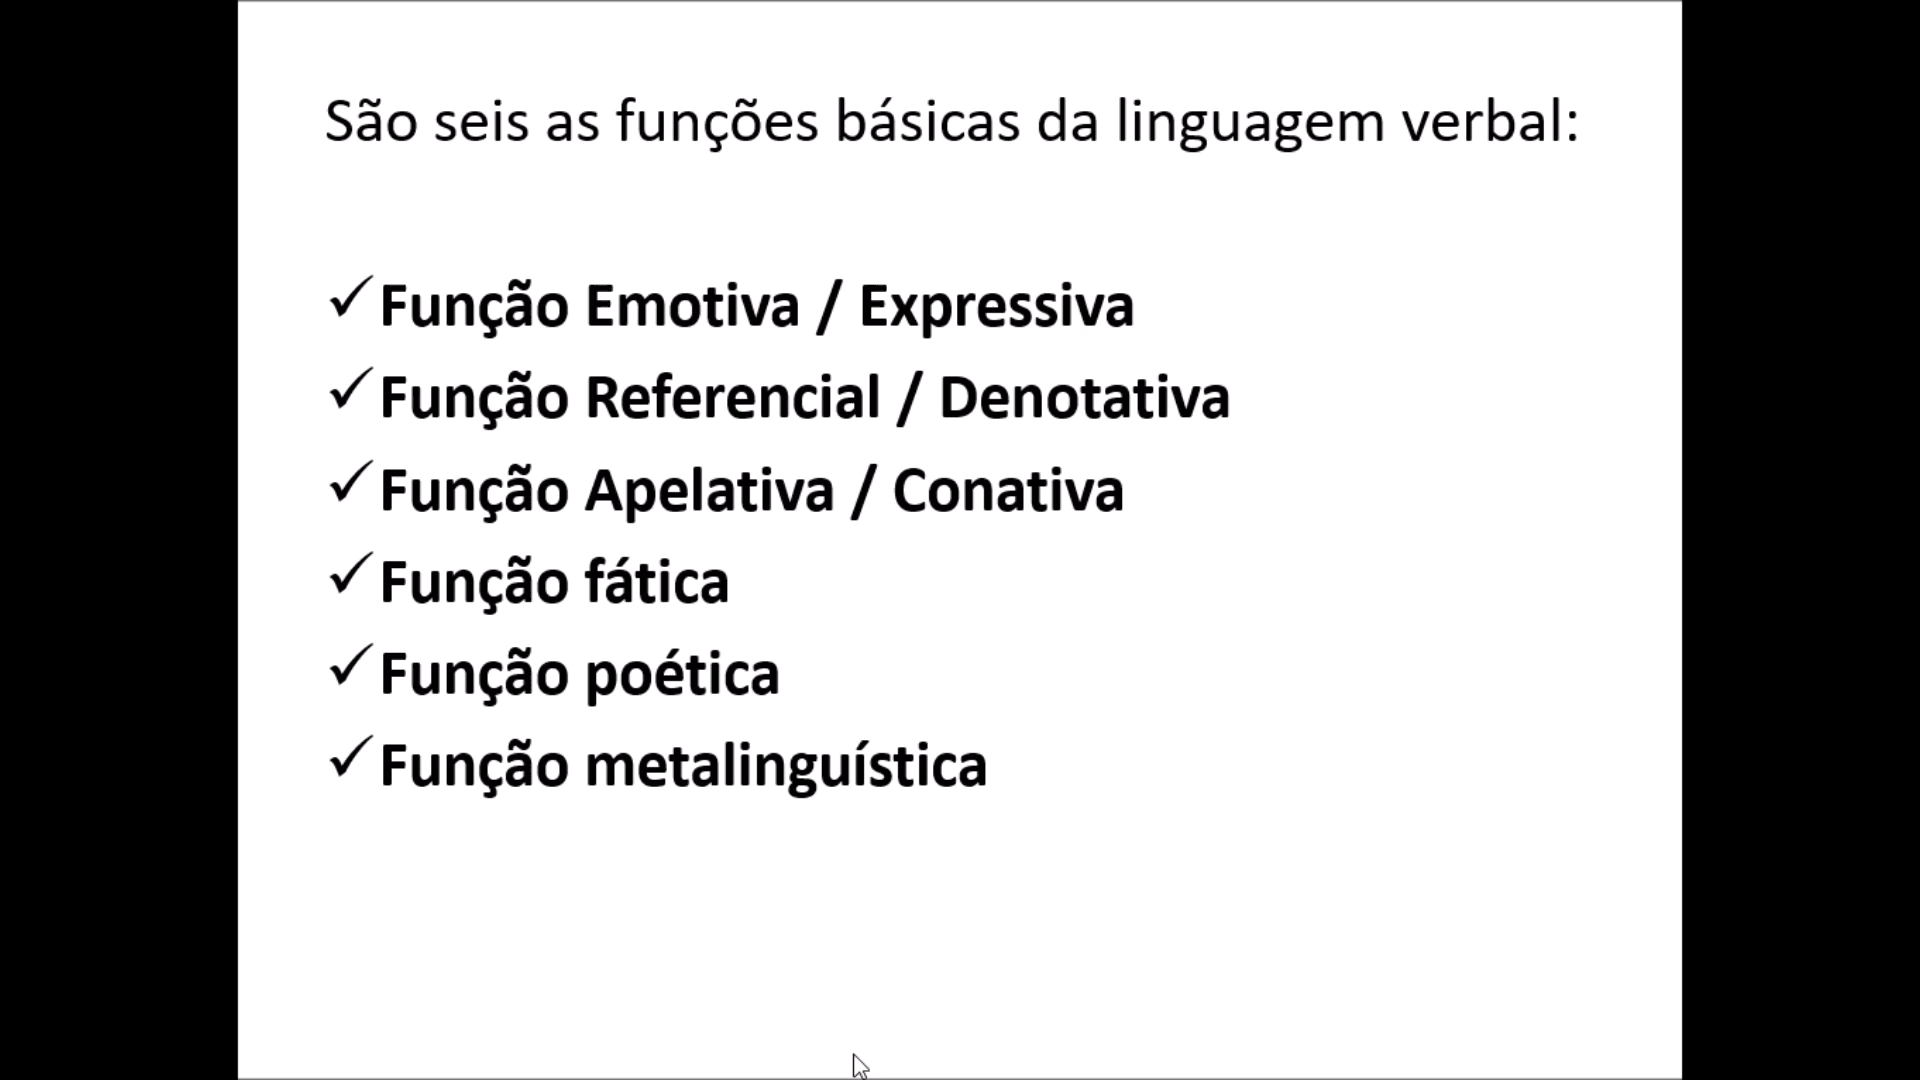 São seis as funções básicas da linguagem verbal:
✓Função Emotiva / Expressiva
✓Função Referencial / Denotativa
✓Função Apelativa / Conativa
✓Função fática
✓Função poética
✓Função metalinguística